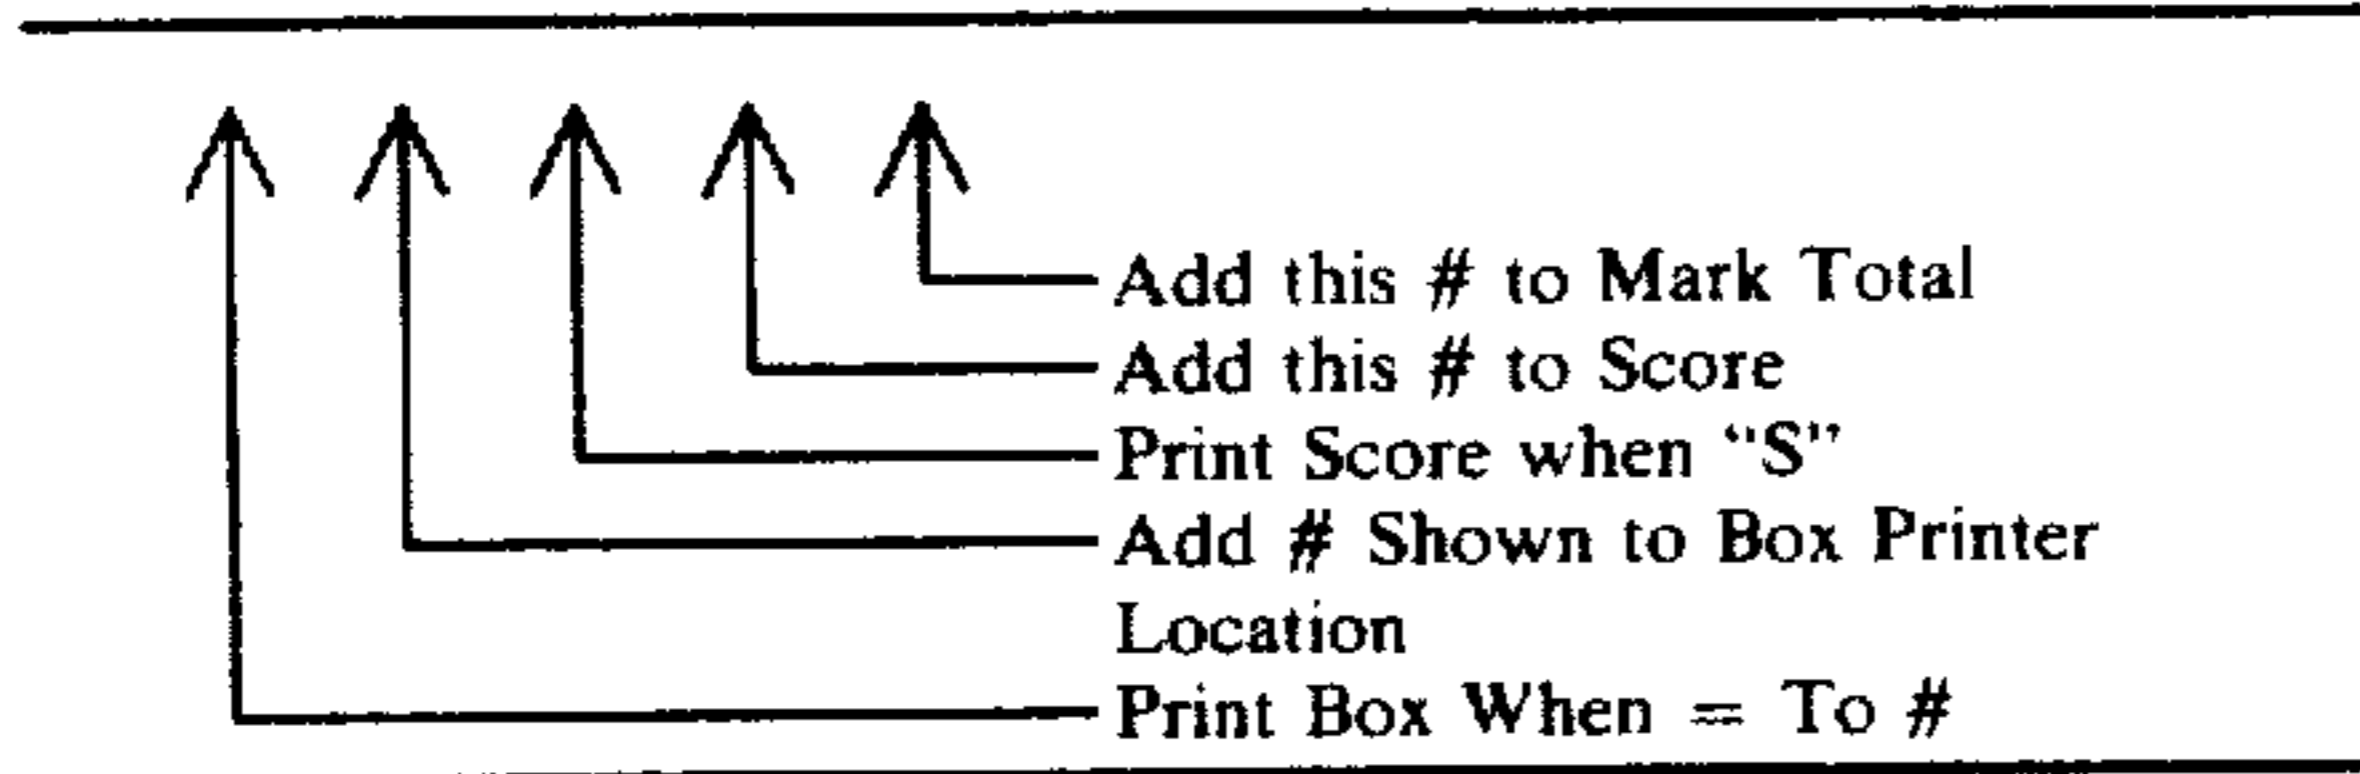 Add this # to Mark Total
Add this # to Score
Print Score when “S”
Add # Shown to Box Printer
Location
Print Box When = To #